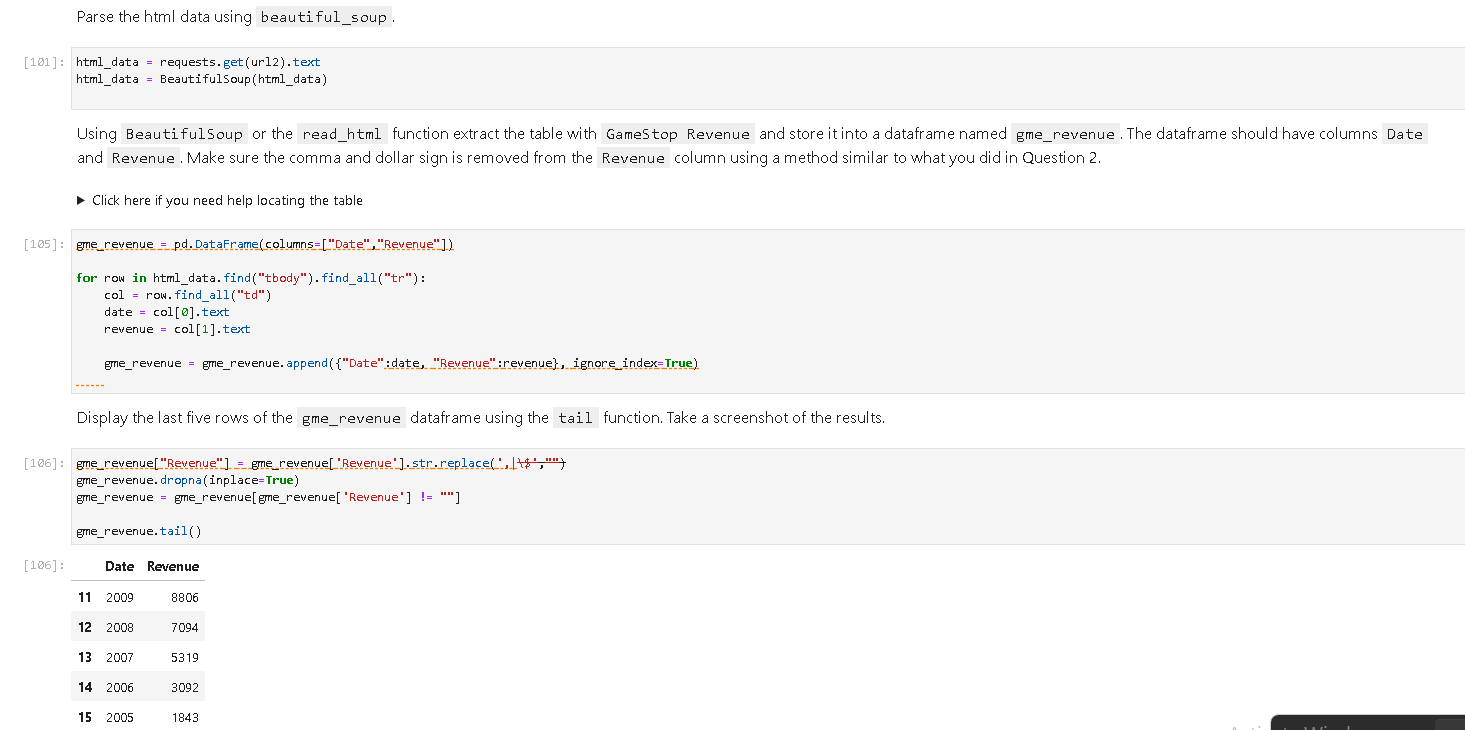 Parse the html data using beautiful_soup.
[101]: html_data = requests.get(url2).text
html_data = BeautifulSoup(html_data)
Using BeautifulSoup or the read_html function extract the table with GameStop Revenue and store it into a dataframe named gme_revenue. The dataframe should have columns Date
and Revenue. Make sure the comma and dollar sign is removed from the Revenue column using a method similar to what you did in Question 2.
▶ Click here if you need help locating the table
[105]: gme_revenue = pd.DataFrame(columns=["Date","Revenue"])
for row in html_data.find("tbody").find_all("tr"):
    col = row.find_all("td")
    date = col[0].text
    revenue = col[1].text
    gme_revenue = gme_revenue.append({"Date":date, "Revenue":revenue}, ignore_index=True)
Display the last five rows of the gme_revenue dataframe using the tail function. Take a screenshot of the results.
[106]: gme_revenue["Revenue"] = gme_revenue['Revenue'].str.replace(',|\$',"")
gme_revenue.dropna(inplace=True)
gme_revenue = gme_revenue[gme_revenue['Revenue'] != ""]
gme_revenue.tail()
[106]: Date Revenue
11 2009 8806
12 2008 7094
13 2007 5319
14 2006 3092
15 2005 1843